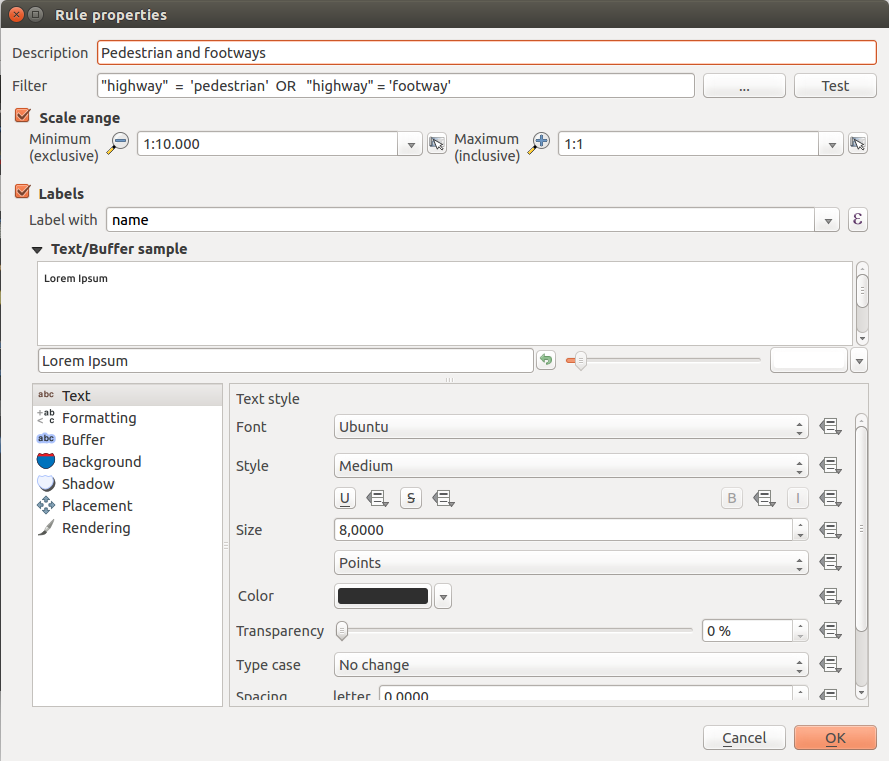 Rule properties
Description Pedestrian and footways
Filter "highway" = 'pedestrian' OR "highway" = 'footway' ... Test
Scale range
Minimum (exclusive) 1:10.000 Maximum (inclusive) 1:1
Labels
Label with name ε
Text/Buffer sample
Lorem Ipsum
Lorem Ipsum
abc Text
+ab < c Formatting
abc Buffer
Background
Shadow
Placement
Rendering
Text style
Font Ubuntu
Style Medium
U S B I
Size 8,0000
Points
Color
Transparency 0 %
Type case No change
Spacing letter 0,0000
Cancel OK